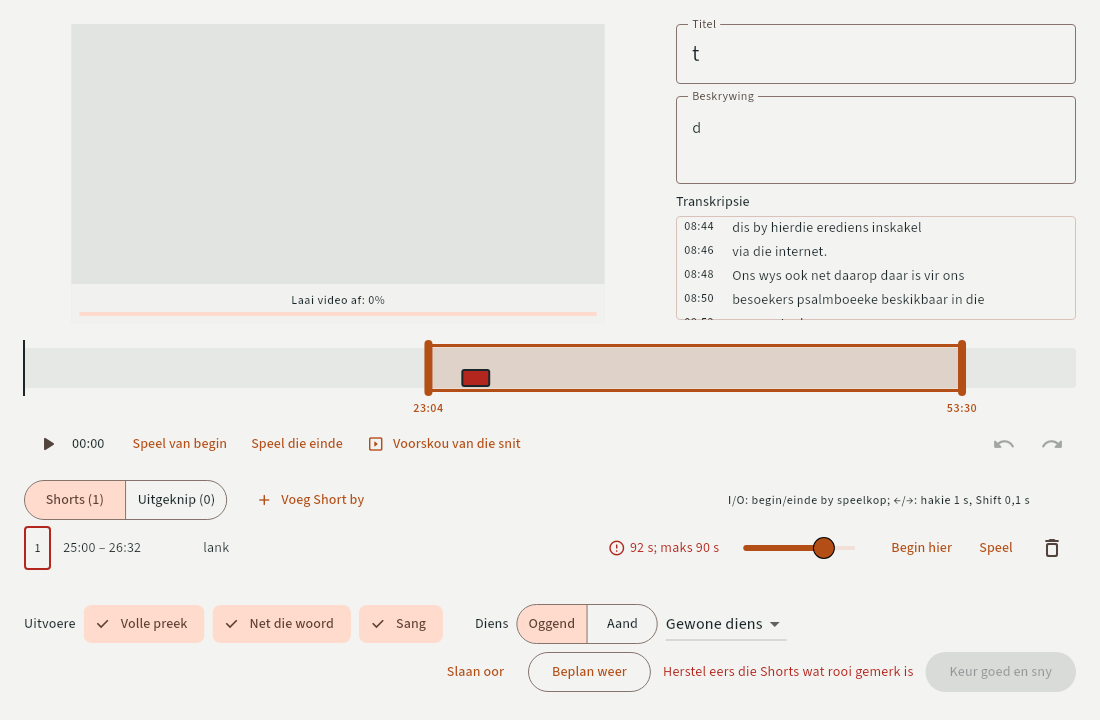 Titel
t
Beskrywing
d
Transkripsie
08:44 dis by hierdie erediens inskakel
08:46 via die internet.
08:48 Ons wys ook net daarop daar is vir ons
08:50 besoekers psalmboeeke beskikbaar in die
Laai video af: 0%
23:04 53:30
00:00 Speel van begin Speel die einde Voorskou van die snit
Shorts (1) Uitgeknip (0) Voeg Short by I/O: begin/einde by speelkop; ←/→: hakie 1 s, Shift 0,1 s
1 25:00 – 26:32 lank 92 s; maks 90 s Begin hier Speel
Uitvoere Volle preek Net die woord Sang Diens Oggend Aand Gewone diens
Slaan oor Beplan weer Herstel eers die Shorts wat rooi gemerk is Keur goed en sny